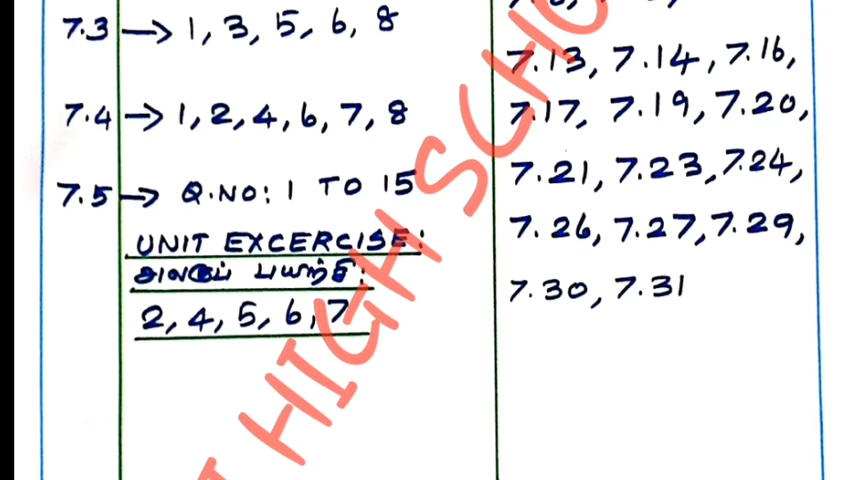 7.3 → 1, 3, 5, 6, 8
7.4 → 1, 2, 4, 6, 7, 8
7.5 → Q.NO: 1 TO 15
UNIT EXCERCISE:
அலகுப் பயிற்சி:
2, 4, 5, 6, 7
7.13, 7.14, 7.16,
7.17, 7.19, 7.20,
7.21, 7.23, 7.24,
7.26, 7.27, 7.29,
7.30, 7.31
HIGH SCHO